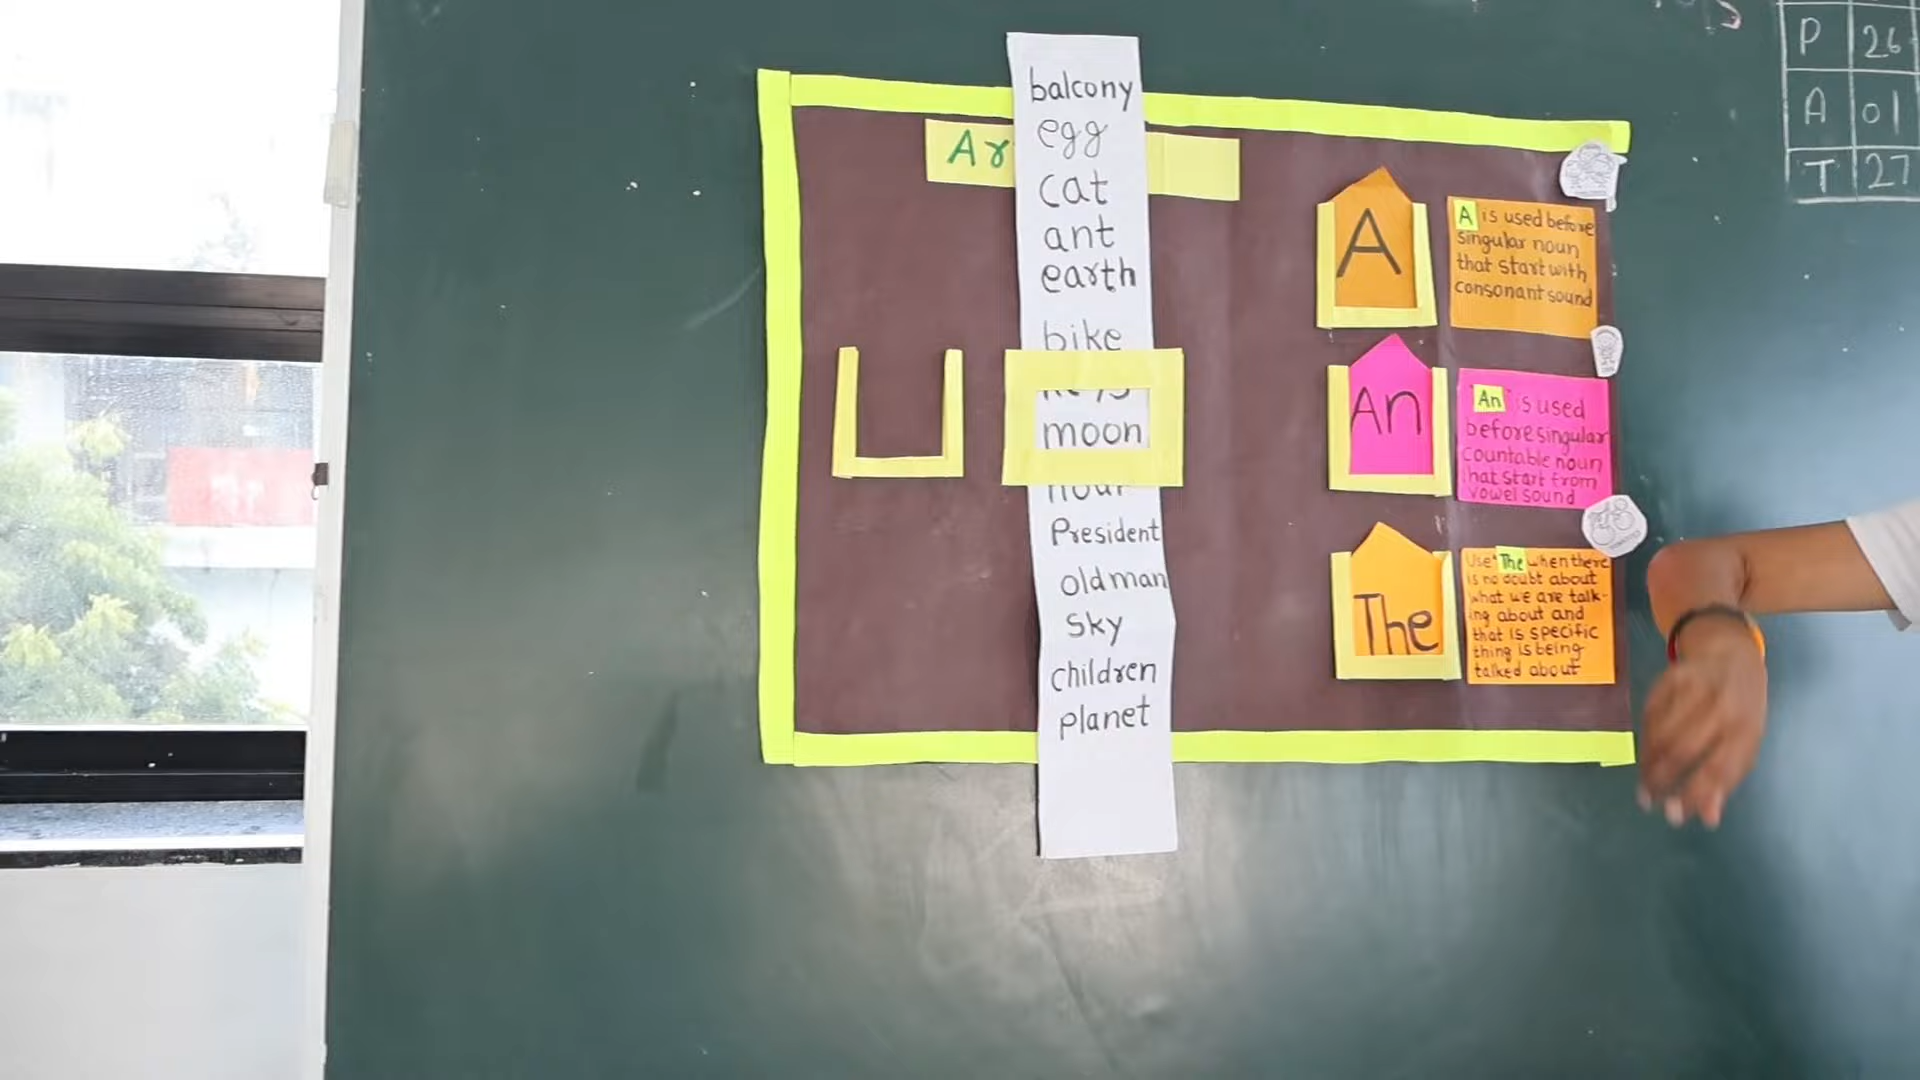 Ar
balcony
egg
cat
ant
earth
bike
moon
hour
President
old man
Sky
children
planet
A
A is used before
singular noun
that start with
consonant sound
An
An is used
before singular
countable noun
that start from
vowel sound
The
Use "The when there
is no doubt about
what we are talk-
ing about and
that is specific
thing is being
talked about
P 26
A 01
T 27